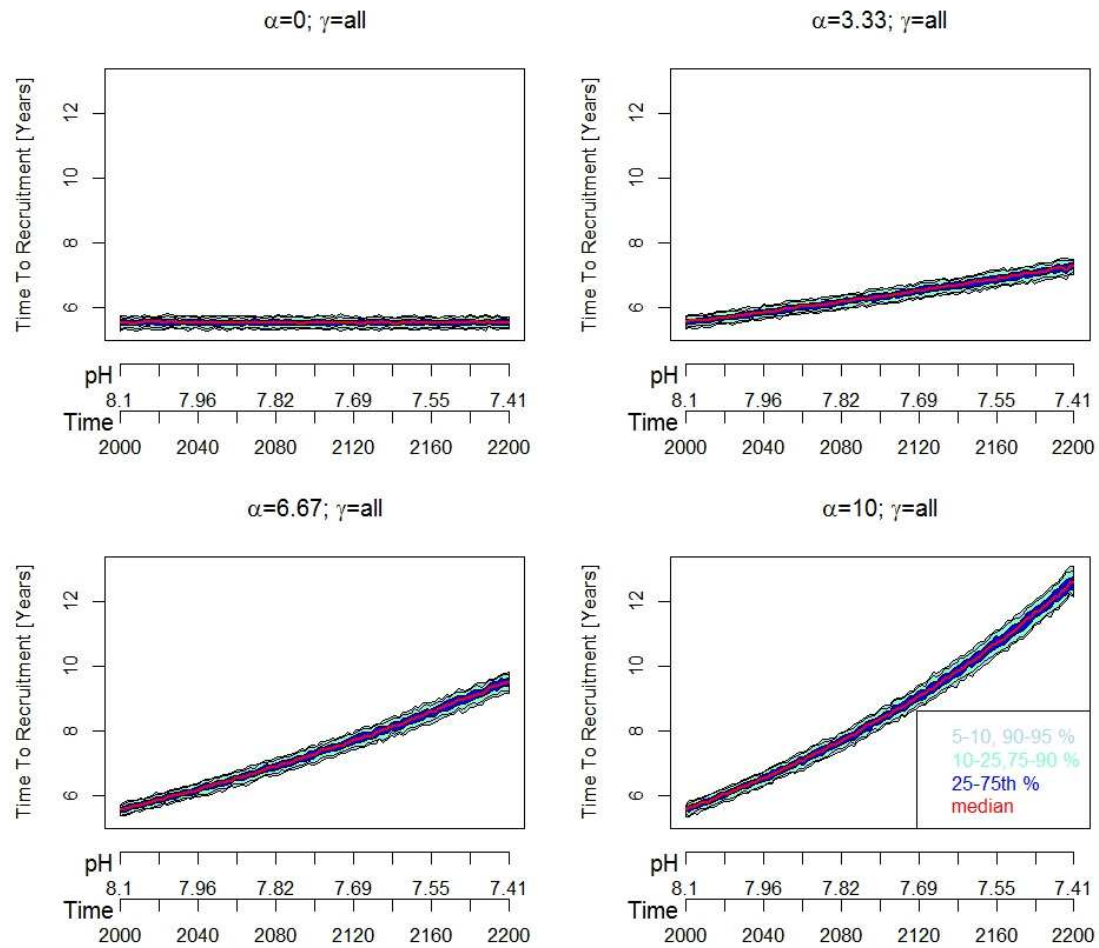 α=0; γ=all
Time To Recruitment [Years]
12
10
8
6
pH
8.1 7.96 7.82 7.69 7.55 7.41
Time
2000 2040 2080 2120 2160 2200
α=3.33; γ=all
Time To Recruitment [Years]
12
10
8
6
pH
8.1 7.96 7.82 7.69 7.55 7.41
Time
2000 2040 2080 2120 2160 2200
α=6.67; γ=all
Time To Recruitment [Years]
12
10
8
6
pH
8.1 7.96 7.82 7.69 7.55 7.41
Time
2000 2040 2080 2120 2160 2200
α=10; γ=all
Time To Recruitment [Years]
12
10
8
6
5-10, 90-95 %
10-25,75-90 %
25-75th %
median
pH
8.1 7.96 7.82 7.69 7.55 7.41
Time
2000 2040 2080 2120 2160 2200